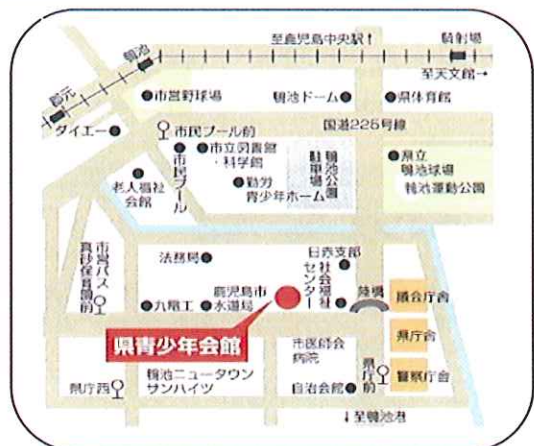 至鹿児島中央駅↑
騎射場
鴨池
至天文館→
郡元
市営野球場
鴨池ドーム
県体育館
ダイエー
市民プール前
国道225号線
市立図書館
・科学館
市民プール
鴨池公園
駐車場
県立
鴨池球場
鴨池運動公園
老人福祉
会館
勤労
青少年ホーム
市営バス
真砂保育園前
法務局
日赤支部
社会福祉
センター
鹿児島市
水道局
九電工
陸橋
議会庁舎
県青少年会館
市医師会
病院
県庁舎
県庁前
警察庁舎
県庁西
鴨池ニュータウン
サンハイツ
自治会館
↓至鴨池港